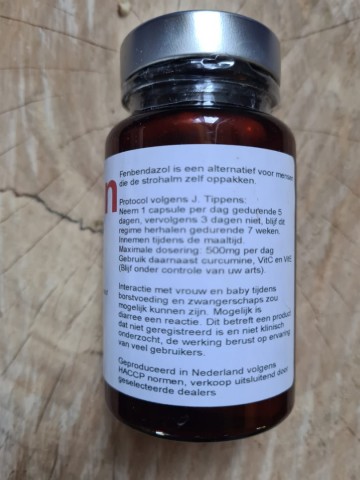 n
Fenbendazol is een alternatief voor mensen
die de strohalm zelf oppakken.
Protocol volgens J. Tippens:
Neem 1 capsule per dag gedurende 5
dagen, vervolgens 3 dagen niet, blijf dit
regime herhalen gedurende 7 weken.
Innemen tijdens de maaltijd.
Maximale dosering: 500mg per dag
Gebruik daarnaast curcumine, VitC en VitE
(Blijf onder controle van uw arts).
Interactie met vrouw en baby tijdens
borstvoeding en zwangerschaps zou
mogelijk kunnen zijn. Mogelijk is
diarree een reactie. Dit betreft een product
dat niet geregistreerd is en niet klinisch
onderzocht, de werking berust op ervaring
van veel gebruikers.
Geproduceerd in Nederland volgens
HACCP normen, verkoop uitsluitend door
geselecteerde dealers